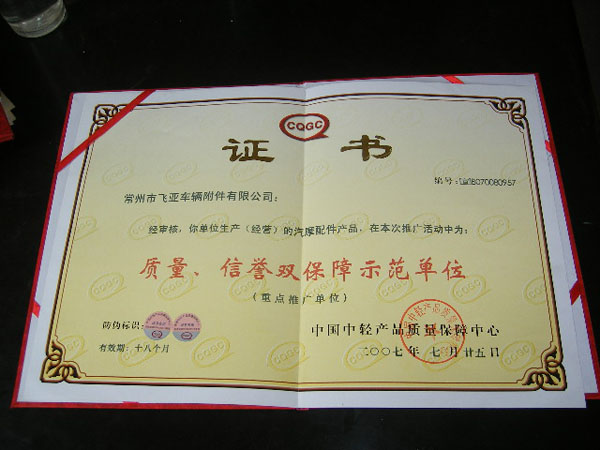 CQGC
证书
编号:
常州市飞亚车辆附件有限公司:
经审核，你单位生产（经营）的汽摩配件产品，在本次推广活动中为:
质量、信誉双保障示范单位
（重点推广单位）
防伪标识:
中国中轻产品质量保障中心
有效期: 十八个月
二〇〇七年 七月 廿五日